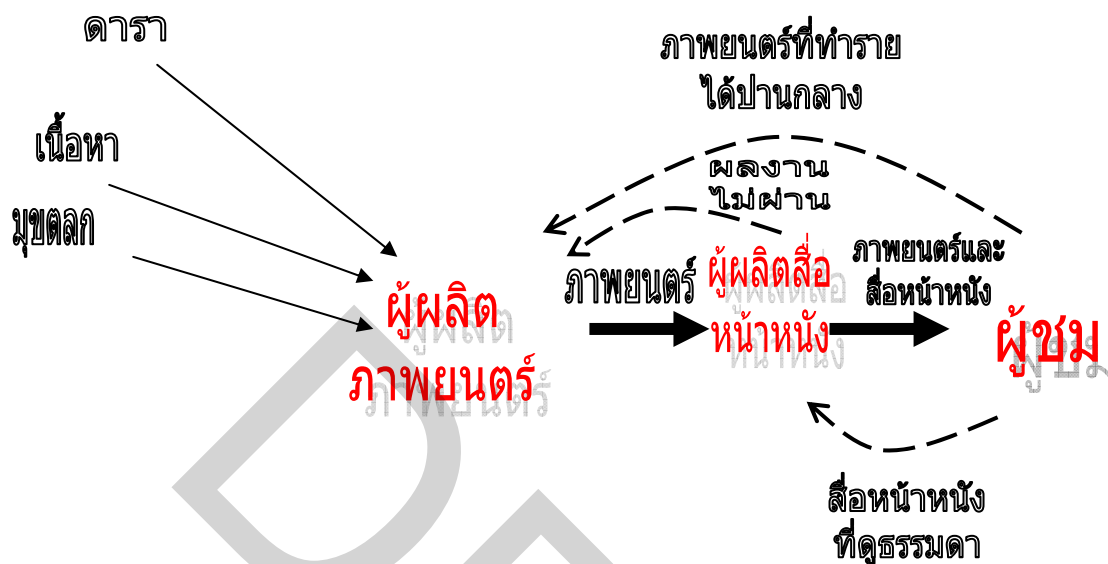 ดารา
เนื้อหา
มุขตลก
ผู้ผลิต
ภาพยนตร์
ภาพยนตร์ที่ทำราย
ได้ปานกลาง
ผลงาน
ไม่ผ่าน
ภาพยนตร์
ผู้ผลิตสื่อ
หน้าหนัง
ภาพยนตร์และ
สื่อหน้าหนัง
ผู้ชม
สื่อหน้าหนัง
ที่ดูธรรมดา